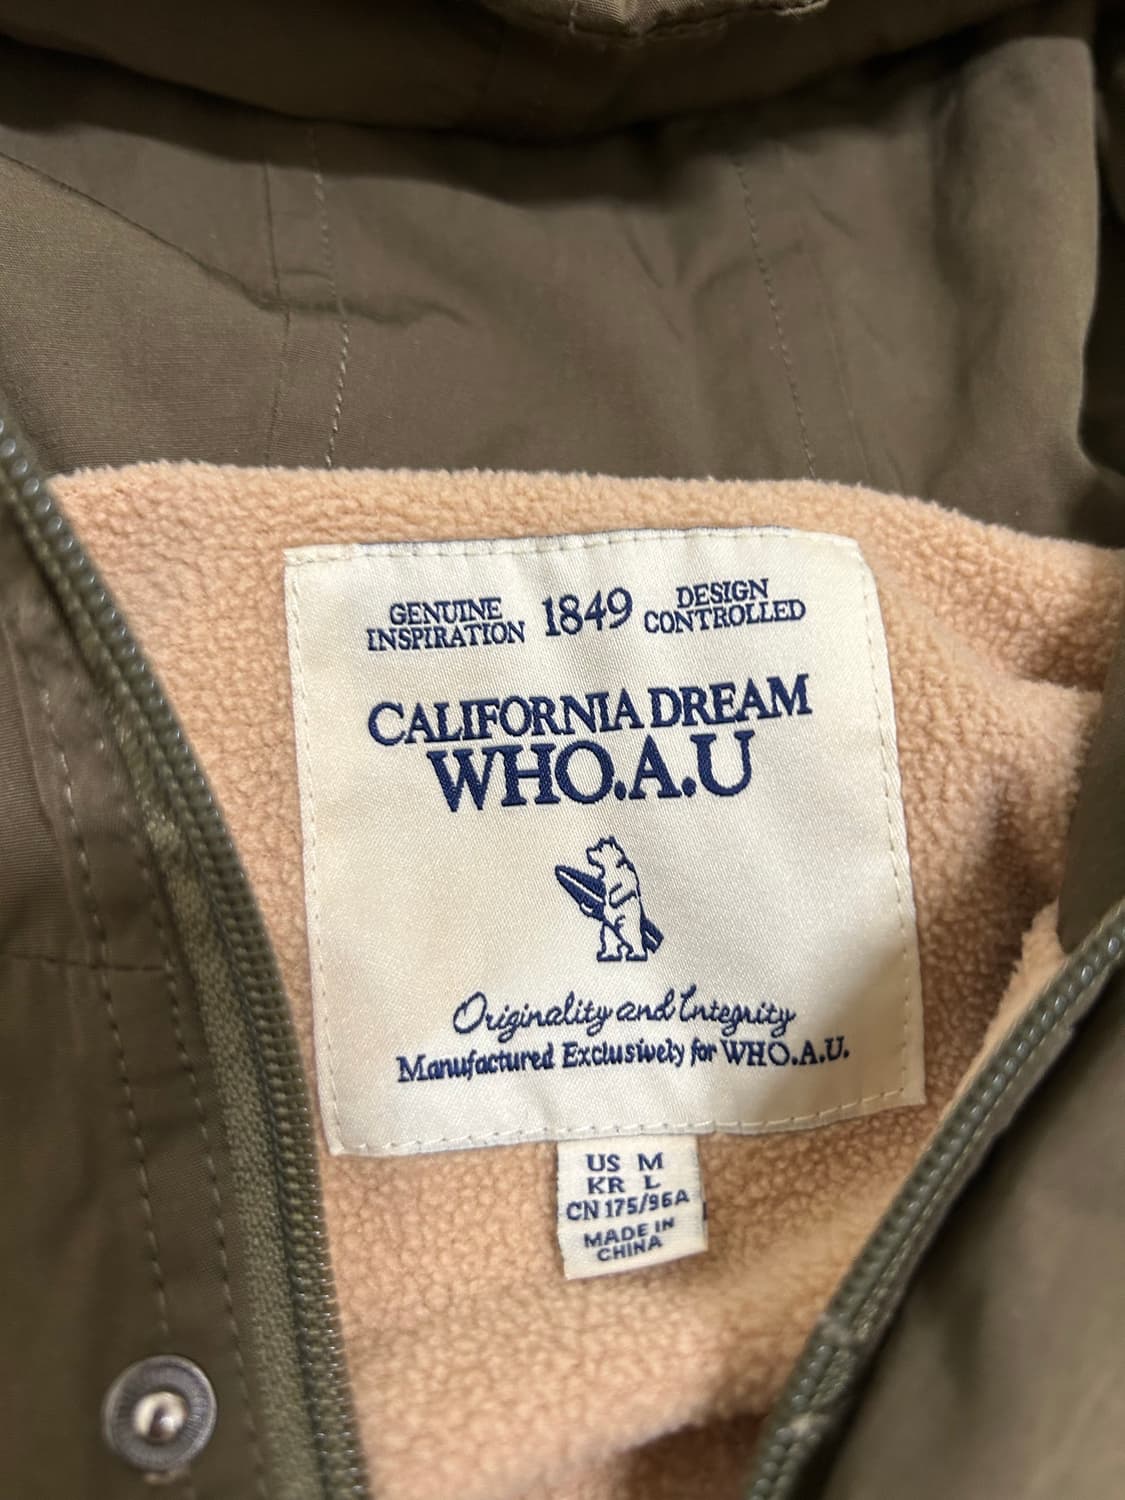 GENUINE INSPIRATION 1849 DESIGN CONTROLLED
CALIFORNIA DREAM
WHO.A.U
Originality and Integrity
Manufactured Exclusively for WHO.A.U.
US M
KR L
CN 175/96A
MADE IN
CHINA